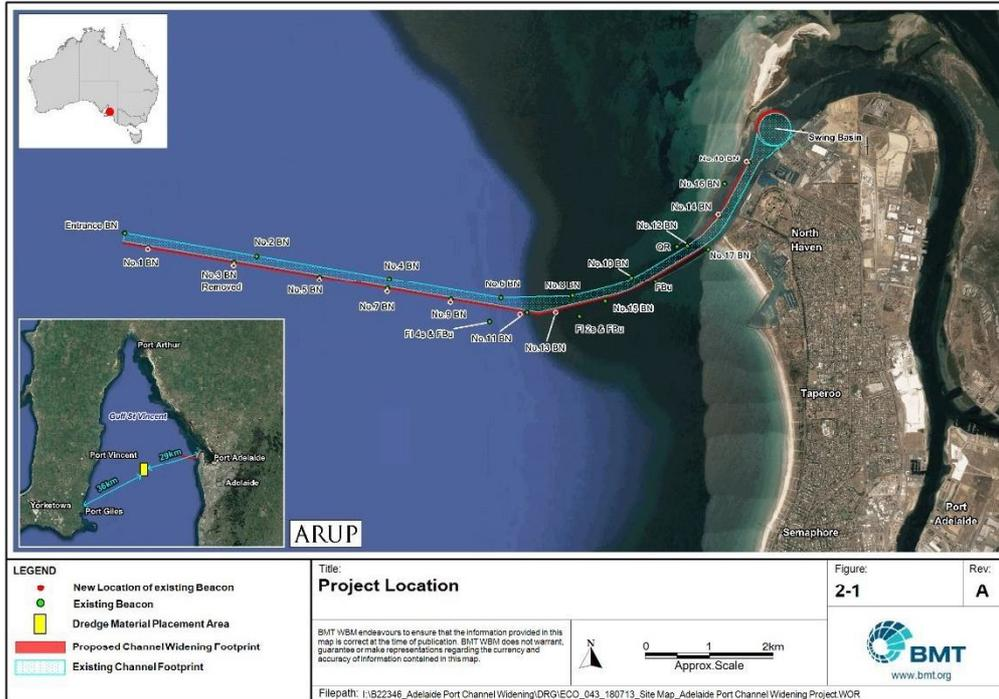 Swing Basin
No.18 BN
No.16 BN
No.14 BN
Entrance BN
No.12 BN
North
Haven
No.2 BN
QR
No.1 BN
No.17 BN
No.3 BN
Removed
No.4 BN
No.10 BN
No.5 BN
No.6 BN
No.8 BN
FBu
No.7 BN
No.9 BN
No.15 BN
Fl 4s & FBu
No.11 BN
Fl 2s & FBu
No.13 BN
Port Arthur
Taperoo
Gulf St Vincent
Port Vincent
29km
Port Adelaide
36km
Adelaide
Yorketown
Port Giles
Port
Adelaide
Semaphore
ARUP
LEGEND
New Location of existing Beacon
Existing Beacon
Dredge Material Placement Area
Proposed Channel Widening Footprint
Existing Channel Footprint
Title:
Project Location
BMT WBM endeavours to ensure that the information provided in this
map is correct at the time of publication. BMT WBM does not warrant,
guarantee or make representations regarding the currency and
accuracy of information contained in this map.
N
0 1 2km
Approx.Scale
Figure:
2-1
Rev:
A
BMT
www.bmt.org
Filepath: I:\B22346_Adelaide Port Channel Widening\DRG\ECO_043_180713_Site Map_Adelaide Port Channel Widening Project.WOR